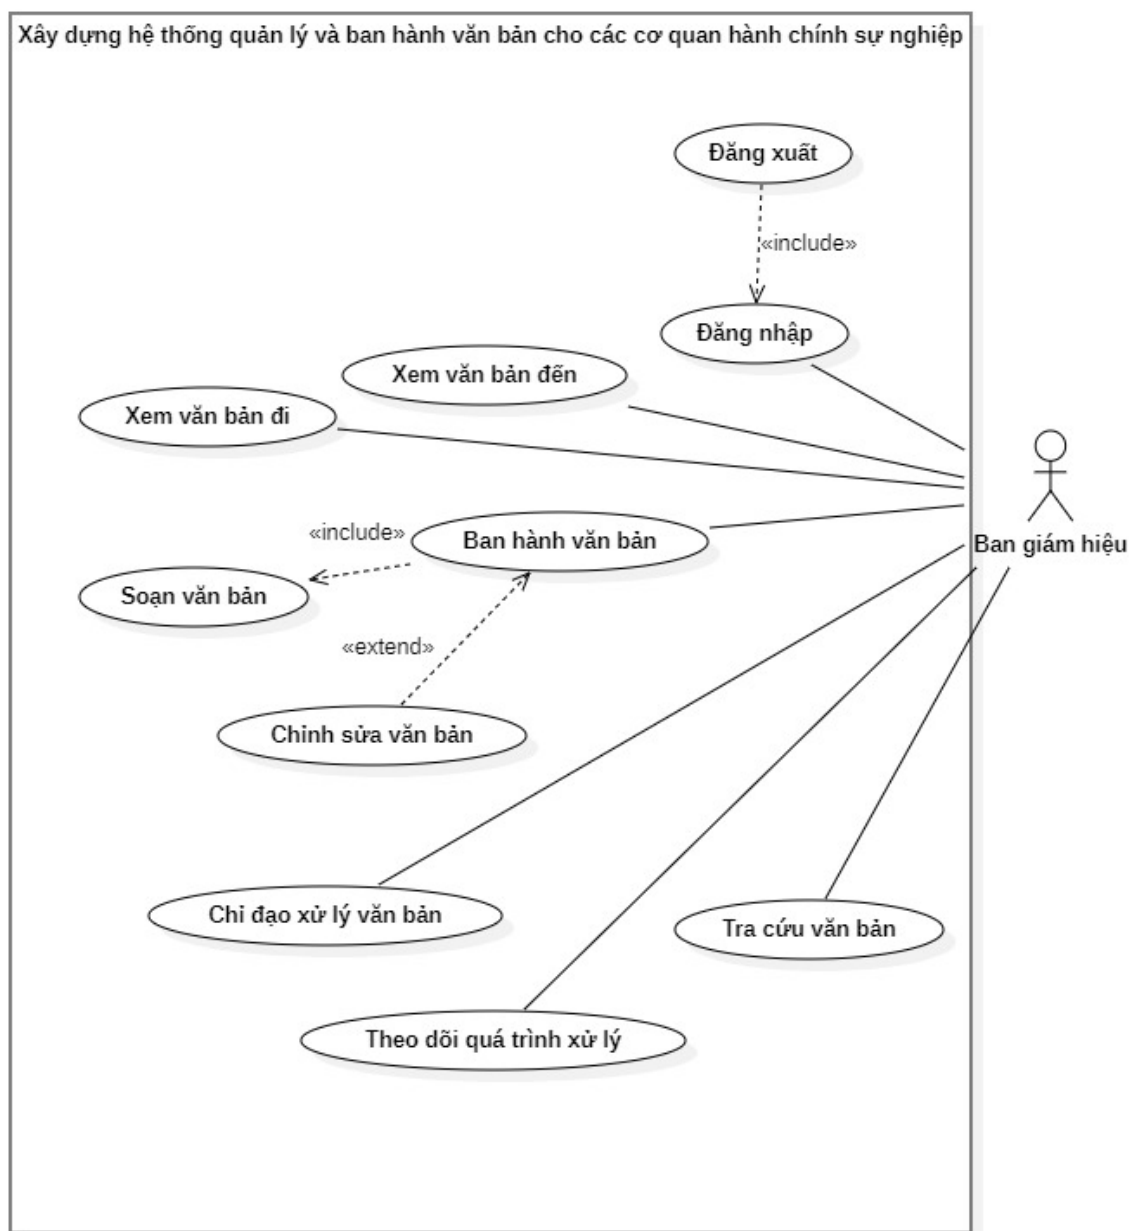 Xây dựng hệ thống quản lý và ban hành văn bản cho các cơ quan hành chính sự nghiệp
Đăng xuất
«include»
Đăng nhập
Xem văn bản đến
Xem văn bản đi
«include»
Ban hành văn bản
Ban giám hiệu
Soạn văn bản
«extend»
Chỉnh sửa văn bản
Chỉ đạo xử lý văn bản
Tra cứu văn bản
Theo dõi quá trình xử lý